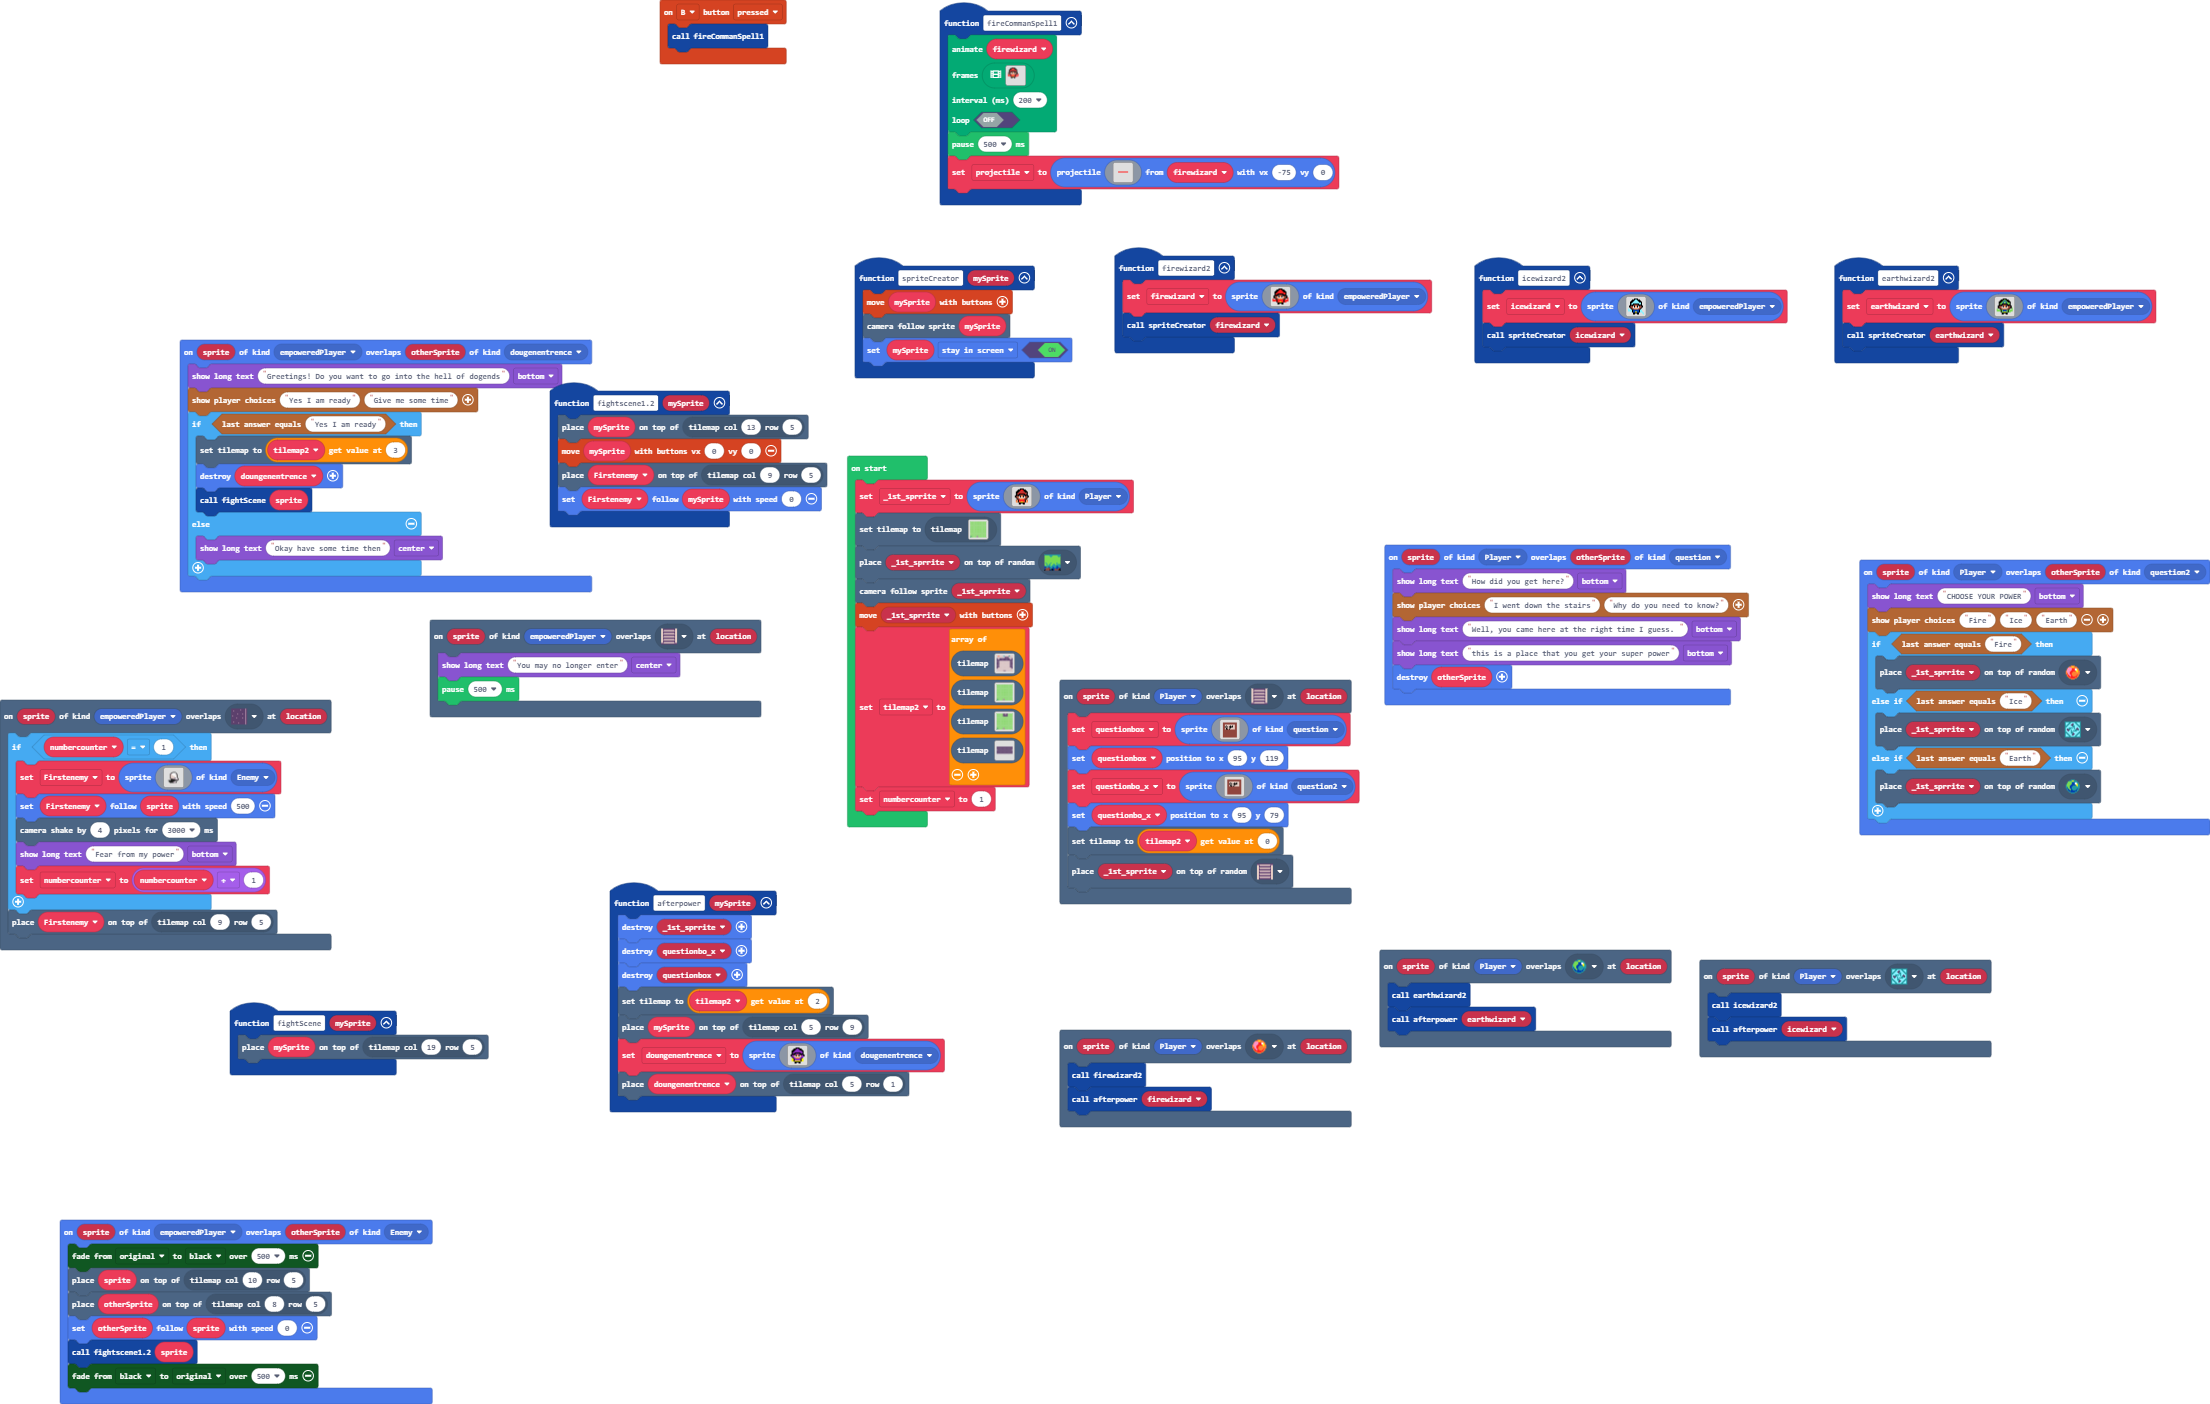 on B button pressed
call fireCommanSpell1
function fireCommanSpell1
animate firewizard
frames
interval (ms) 200
loop OFF
pause 500 ms
set projectile to projectile from firewizard with vx -75 vy 0
function spriteCreator mySprite
move mySprite with buttons
camera follow sprite mySprite
set mySprite stay in screen ON
function firewizard2
set firewizard to sprite of kind empoweredPlayer
call spriteCreator firewizard
function icewizard2
set icewizard to sprite of kind empoweredPlayer
call spriteCreator icewizard
function earthwizard2
set earthwizard to sprite of kind empoweredPlayer
call spriteCreator earthwizard
on sprite of kind empoweredPlayer overlaps otherSprite of kind dougenentrence
show long text "Greetings! Do you want to go into the hell of dogends" bottom
show player choices "Yes I am ready" "Give me some time"
if last answer equals "Yes I am ready" then
set tilemap to tilemap2 get value at 3
destroy doungenentrence
call fightScene sprite
else
show long text "Okay have some time then" center
function fightscene1.2 mySprite
place mySprite on top of tilemap col 13 row 5
move mySprite with buttons vx 0 vy 0
place Firstenemy on top of tilemap col 9 row 5
set Firstenemy follow mySprite with speed 0
on start
set _1st_sprrite to sprite of kind Player
set tilemap to tilemap
place _1st_sprrite on top of random
camera follow sprite _1st_sprrite
move _1st_sprrite with buttons
set tilemap2 to array of
tilemap
tilemap
tilemap
tilemap
set numbercounter to 1
on sprite of kind Player overlaps otherSprite of kind question
show long text "How did you get here?" bottom
show player choices "I went down the stairs" "Why do you need to know?"
show long text "Well, you came here at the right time I guess. " bottom
show long text "this is a place that you get your super power" bottom
destroy otherSprite
on sprite of kind Player overlaps otherSprite of kind question2
show long text "CHOOSE YOUR POWER" bottom
show player choices "Fire" "Ice" "Earth"
if last answer equals "Fire" then
place _1st_sprrite on top of random
else if last answer equals "Ice" then
place _1st_sprrite on top of random
else if last answer equals "Earth" then
place _1st_sprrite on top of random
on sprite of kind empoweredPlayer overlaps at location
show long text "You may no longer enter" center
pause 500 ms
on sprite of kind empoweredPlayer overlaps at location
if numbercounter = 1 then
set Firstenemy to sprite of kind Enemy
set Firstenemy follow sprite with speed 500
camera shake by 4 pixels for 3000 ms
show long text "Fear from my power" bottom
set numbercounter to numbercounter + 1
place Firstenemy on top of tilemap col 9 row 5
on sprite of kind Player overlaps at location
set questionbox to sprite of kind question
set questionbox position to x 95 y 119
set questionbo_x to sprite of kind question2
set questionbo_x position to x 95 y 79
set tilemap to tilemap2 get value at 0
place _1st_sprrite on top of random
function afterpower mySprite
destroy _1st_sprrite
destroy questionbo_x
destroy questionbox
set tilemap to tilemap2 get value at 2
place mySprite on top of tilemap col 5 row 9
set doungenentrence to sprite of kind dougenentrence
place doungenentrence on top of tilemap col 5 row 1
function fightScene mySprite
place mySprite on top of tilemap col 19 row 5
on sprite of kind Player overlaps at location
call firewizard2
call afterpower firewizard
on sprite of kind Player overlaps at location
call earthwizard2
call afterpower earthwizard
on sprite of kind Player overlaps at location
call icewizard2
call afterpower icewizard
on sprite of kind empoweredPlayer overlaps otherSprite of kind Enemy
fade from original to black over 500 ms
place sprite on top of tilemap col 10 row 5
place otherSprite on top of tilemap col 8 row 5
set otherSprite follow sprite with speed 0
call fightscene1.2 sprite
fade from black to original over 500 ms